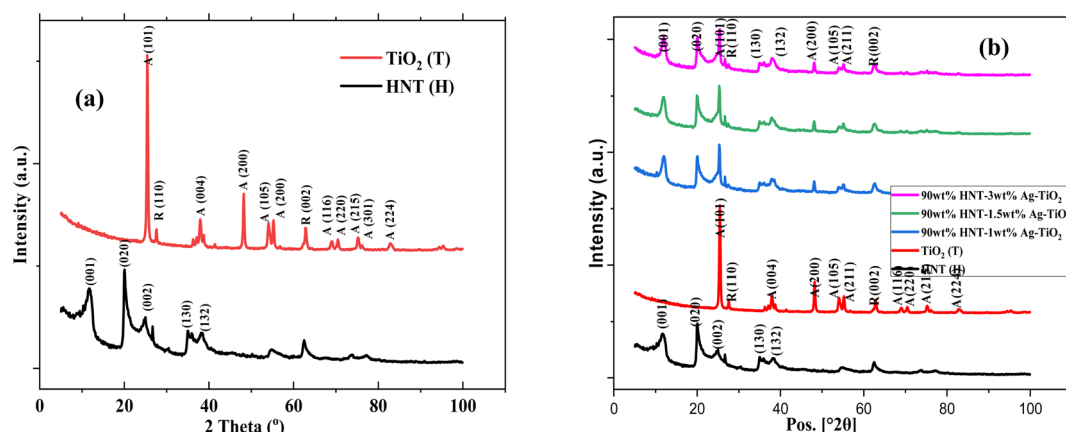 (a)
TiO₂ (T)
HNT (H)
A (101)
R (110)
A (004)
A (200)
A (105)
A (200)
R (002)
A (116)
A (220)
A (215)
A (301)
A (224)
(001)
(020)
(002)
(130)
(132)
Intensity (a.u.)
0 20 40 60 80 100
2 Theta (°)
(b)
(001)
(020)
A(101)
R(110)
(130)
(132)
A(200)
A(105)
A(211)
R(002)
90wt% HNT-3wt% Ag-TiO₂
90wt% HNT-1.5wt% Ag-TiO
90wt% HNT-1wt% Ag-TiO₂
TiO₂ (T)
HNT (H)
A(101)
R(110)
A(004)
A(200)
A(105)
A(211)
R(002)
A(116)
A(220)
A(224)
(001)
(020)
(002)
(130)
(132)
Intensity (a.u.)
0 20 40 60 80 100
Pos. [°2θ]